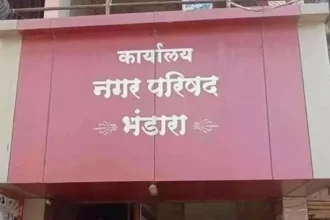 कार्यालय
नगर परिषद
भंडारा